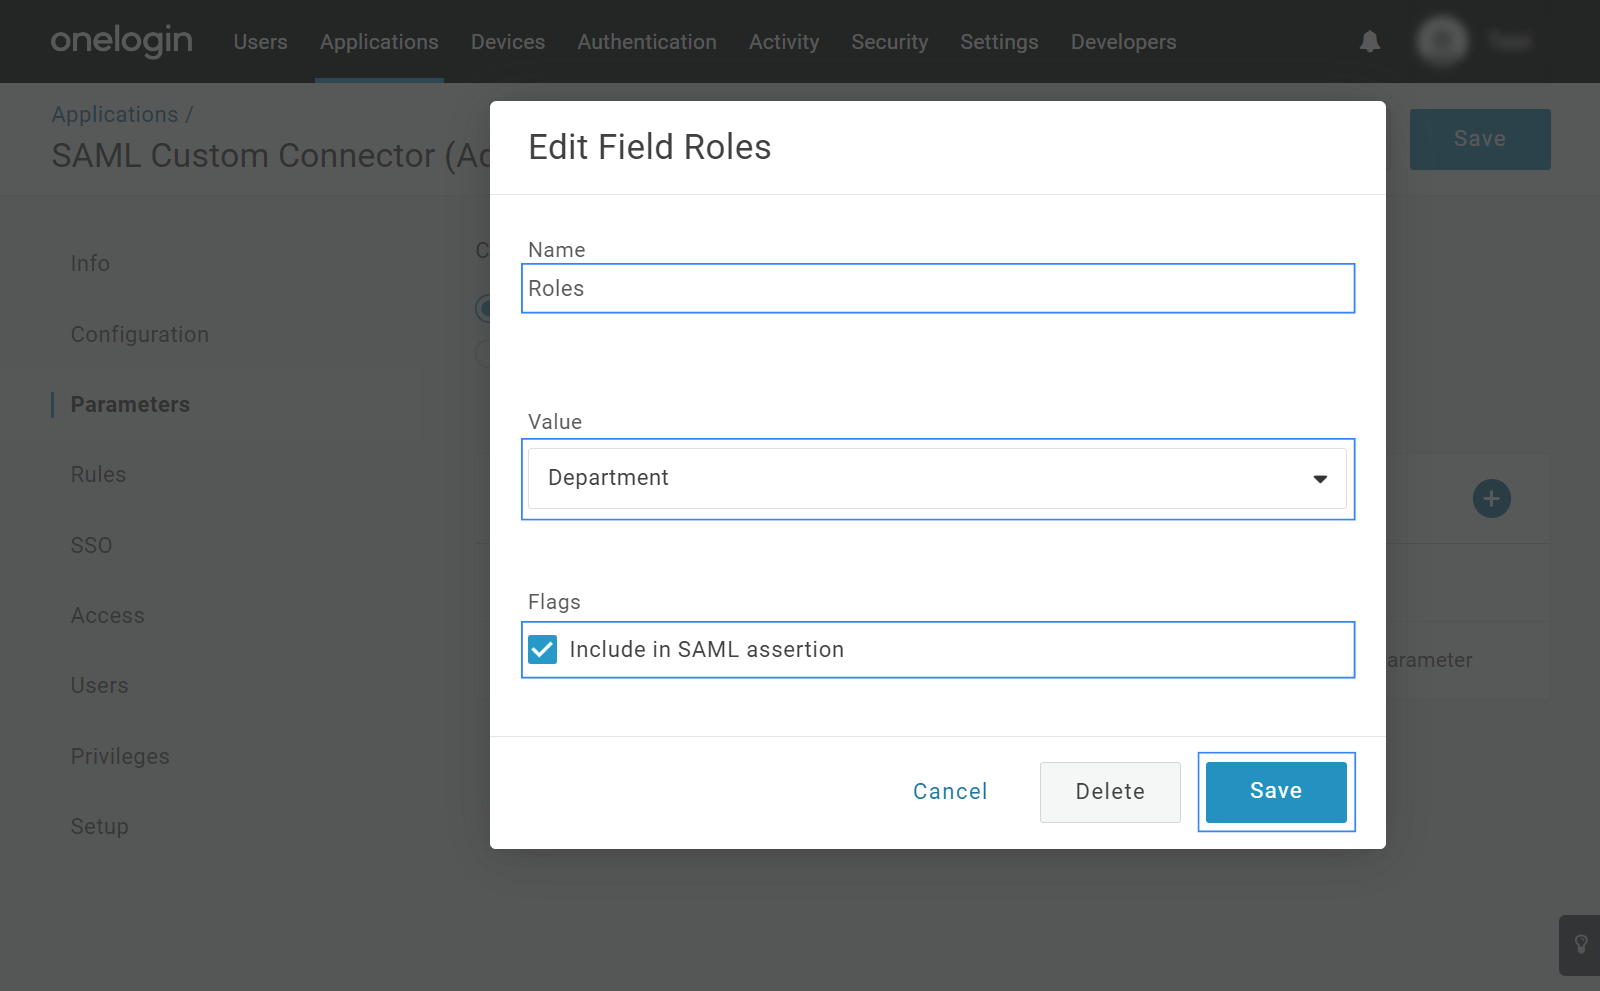 onelogin Users Applications Devices Authentication Activity Security Settings Developers
Applications /
SAML Custom Connector (Ad
Save
Info
Configuration
Parameters
Rules
SSO
Access
Users
Privileges
Setup
C
Edit Field Roles
Name
Roles
Value
Department
Flags
Include in SAML assertion
Cancel Delete Save
arameter